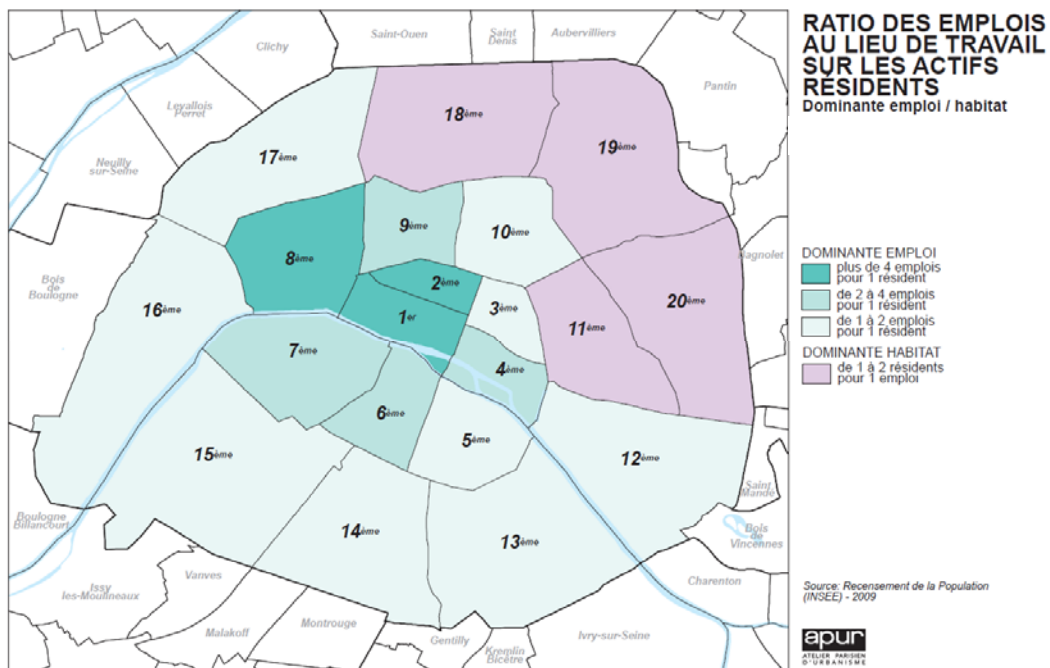 RATIO DES EMPLOIS
AU LIEU DE TRAVAIL
SUR LES ACTIFS
RÉSIDENTS
Dominante emploi / habitat
Clichy
Saint-Ouen
Saint
Denis
Aubervilliers
Pantin
Levallois
Perret
Neuilly
sur-Seine
Bois
de
Boulogne
Bagnolet
18ème
19ème
17ème
9ème
10ème
8ème
2ème
3ème
1er
20ème
11ème
16ème
7ème
4ème
6ème
5ème
15ème
12ème
14ème
13ème
DOMINANTE EMPLOI
plus de 4 emplois
pour 1 résident
de 2 à 4 emplois
pour 1 résident
de 1 à 2 emplois
pour 1 résident
DOMINANTE HABITAT
de 1 à 2 résidents
pour 1 emploi
Saint
Mandé
Bois
de
Vincennes
Boulogne
Billancourt
Issy
les-Moulineaux
Vanves
Malakoff
Montrouge
Gentilly
Kremlin
Bicêtre
Ivry-sur-Seine
Charenton
Source: Recensement de la Population
(INSEE) - 2009
apur
ATELIER PARISIEN
D'URBANISME